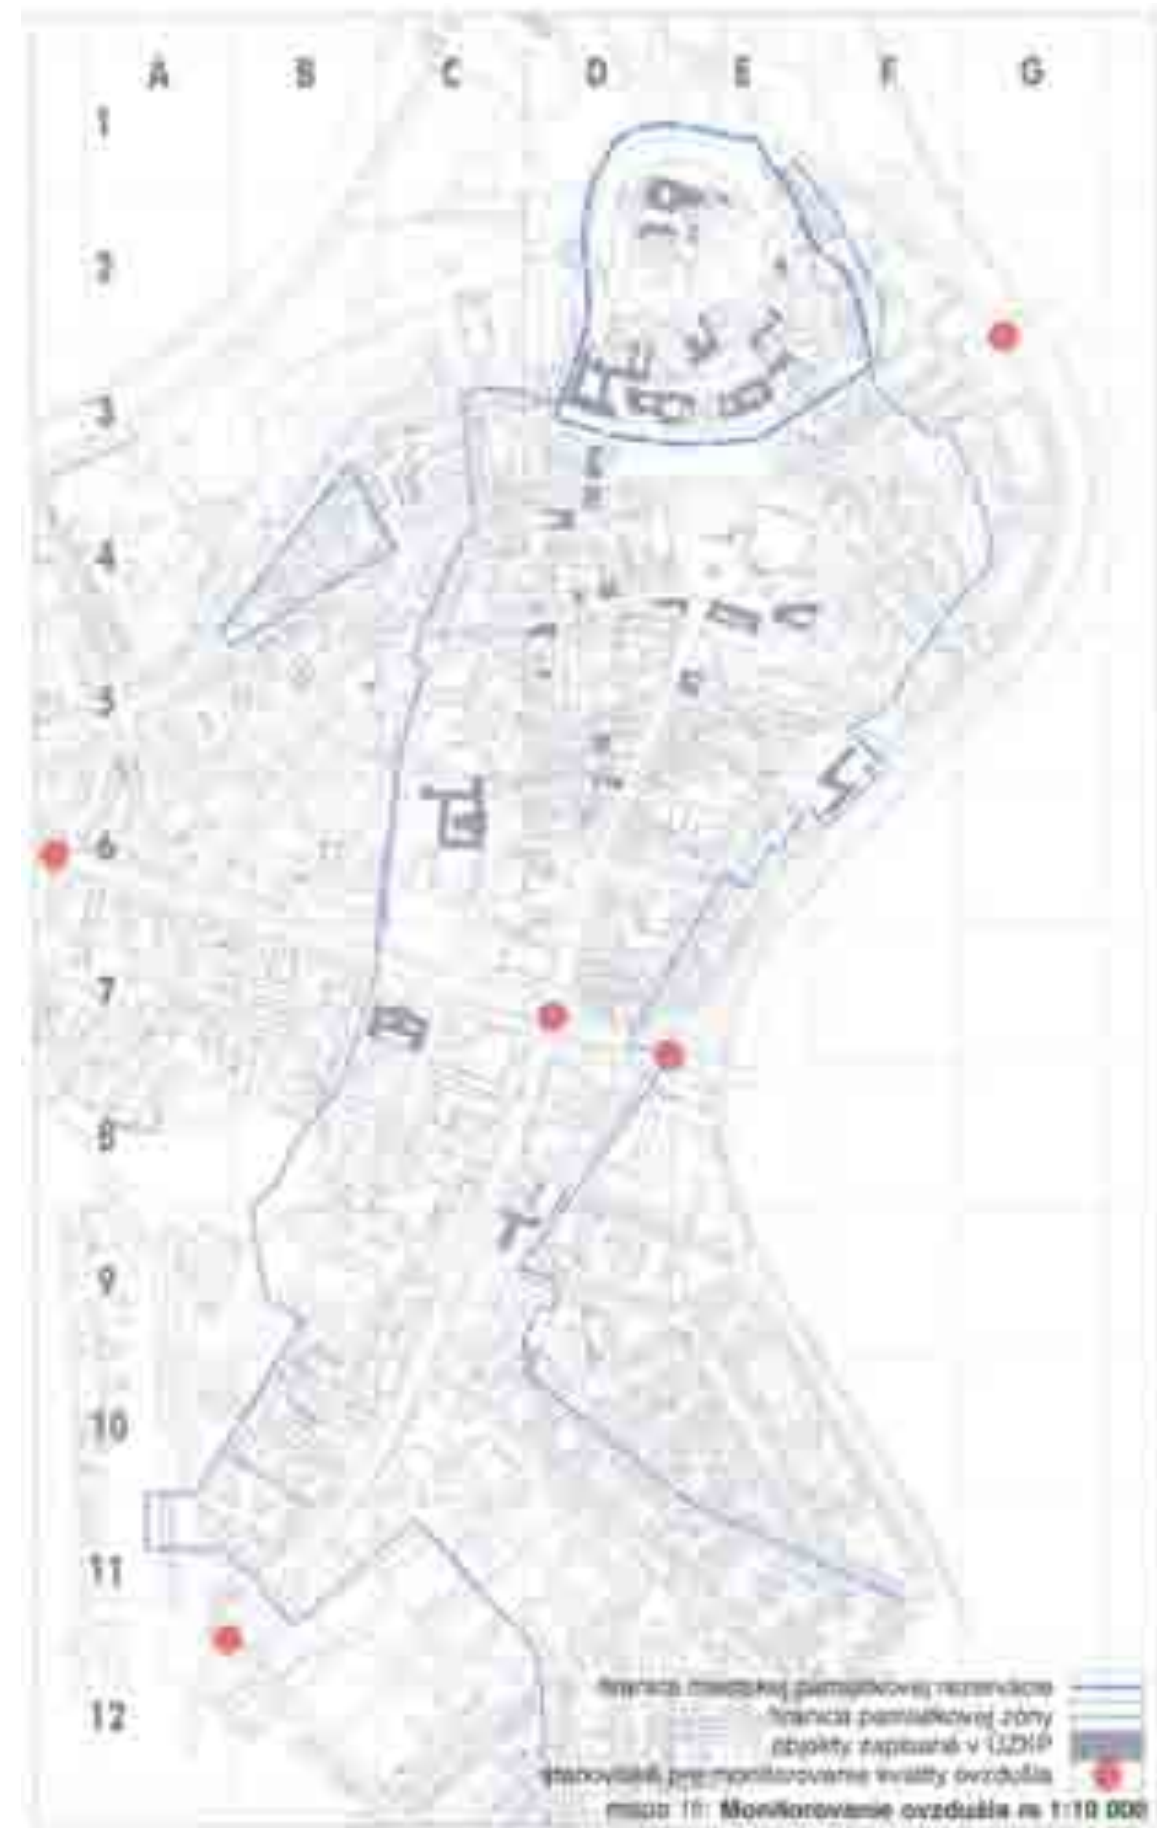 A B C D E F G
1
2
3
4
5
6
7
8
9
10
11
12
hranica mestskej pamiatkovej rezervácie
hranica pamiatkovej zóny
objekty zapísané v ÚZKP
stanovištia pre monitorovanie kvality ovzdušia
mapa 11: Monitorovanie ovzdušia m 1:10 000